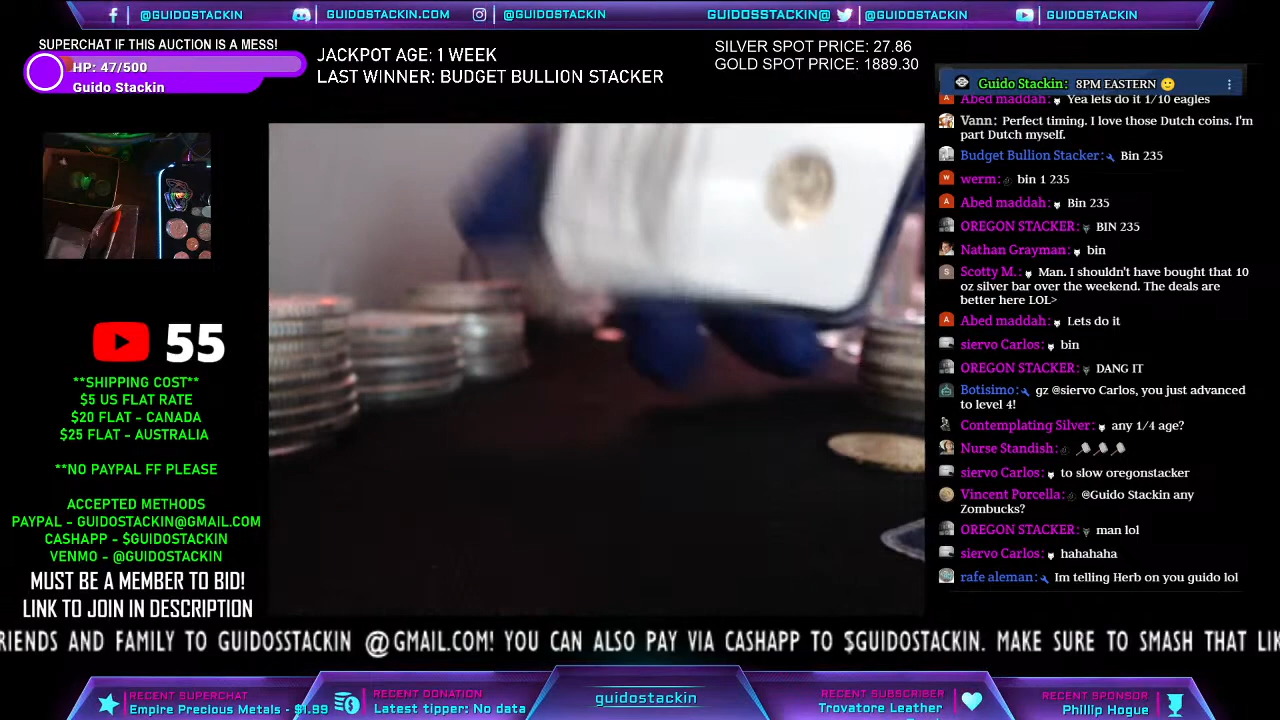 @GUIDOSTACKIN
GUIDOSTACKIN.COM
@GUIDOSTACKIN
GUIDOSSTACKIN@
@GUIDOSTACKIN
GUIDOSTACKIN
SUPERCHAT IF THIS AUCTION IS A MESS!
HP: 47/500
Guido Stackin
JACKPOT AGE: 1 WEEK
LAST WINNER: BUDGET BULLION STACKER
SILVER SPOT PRICE: 27.86
GOLD SPOT PRICE: 1889.30
55
**SHIPPING COST**
$5 US FLAT RATE
$20 FLAT - CANADA
$25 FLAT - AUSTRALIA
**NO PAYPAL FF PLEASE
ACCEPTED METHODS
PAYPAL - GUIDOSTACKIN@GMAIL.COM
CASHAPP - $GUIDOSTACKIN
VENMO - @GUIDOSTACKIN
MUST BE A MEMBER TO BID!
LINK TO JOIN IN DESCRIPTION
Guido Stackin: 8PM EASTERN 🙂
Abed maddah: Yea lets do it 1/10 eagles
Vann: Perfect timing. I love those Dutch coins. I'm
part Dutch myself.
Budget Bullion Stacker: Bin 235
werm: bin 1 235
Abed maddah: Bin 235
OREGON STACKER: BIN 235
Nathan Grayman: bin
Scotty M.: Man. I shouldn't have bought that 10
oz silver bar over the weekend. The deals are
better here LOL>
Abed maddah: Lets do it
siervo Carlos: bin
OREGON STACKER: DANG IT
Botisimo: gz @siervo Carlos, you just advanced
to level 4!
Contemplating Silver: any 1/4 age?
Nurse Standish:
siervo Carlos: to slow oregonstacker
Vincent Porcella: @Guido Stackin any
Zombucks?
OREGON STACKER: man lol
siervo Carlos: hahahaha
rafe aleman: Im telling Herb on you guido lol
RIENDS AND FAMILY TO GUIDOSSTACKIN @GMAIL.COM! YOU CAN ALSO PAY VIA CASHAPP TO $GUIDOSTACKIN. MAKE SURE TO SMASH THAT LIK
RECENT SUPERCHAT
Empire Precious Metals - $1.99
RECENT DONATION
Latest tipper: No data
guidostackin
RECENT SUBSCRIBER
Trovatore Leather
RECENT SPONSOR
Phillip Hogue